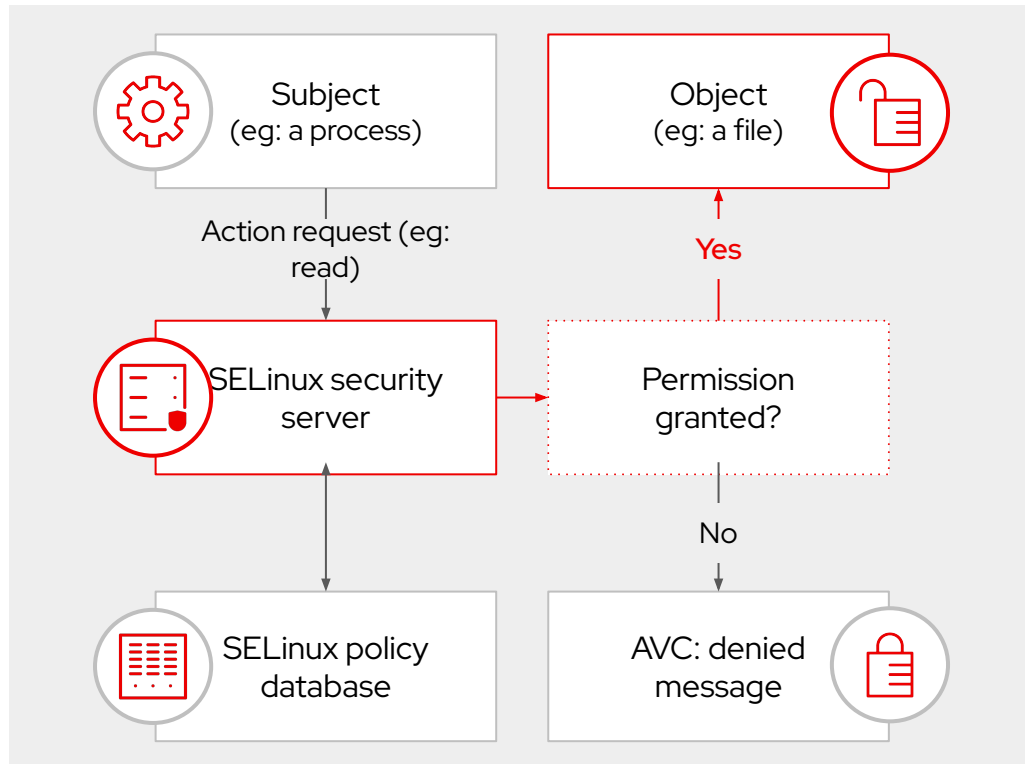 Subject
(eg: a process)
Object
(eg: a file)
Action request (eg:
read)
Yes
SELinux security
server
Permission
granted?
No
SELinux policy
database
AVC: denied
message